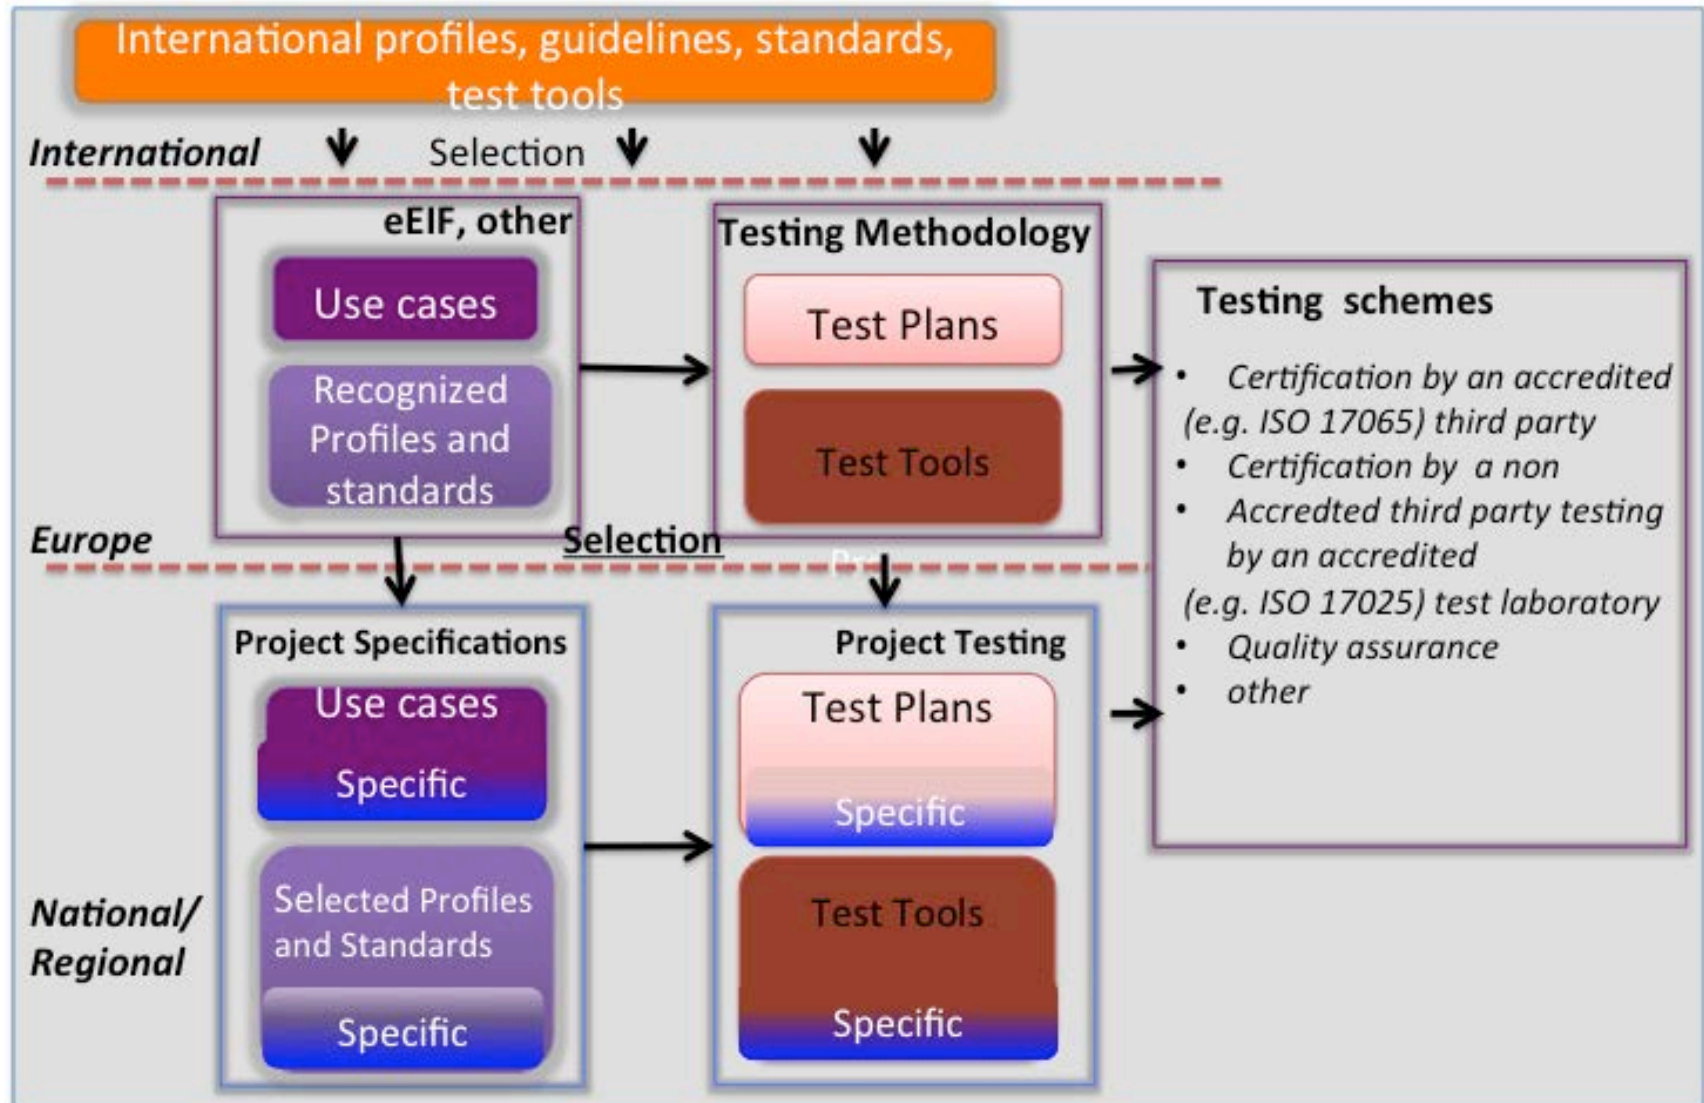 International profiles, guidelines, standards,
test tools
International
Selection
eEIF, other
Use cases
Recognized
Profiles and
standards
Testing Methodology
Test Plans
Test Tools
Testing schemes
• Certification by an accredited
(e.g. ISO 17065) third party
• Certification by a non
• Accredted third party testing
by an accredited
(e.g. ISO 17025) test laboratory
• Quality assurance
• other
Europe
Selection
Project Specifications
Use cases
Specific
Selected Profiles
and Standards
Specific
Project Testing
Test Plans
Specific
Test Tools
Specific
National/
Regional